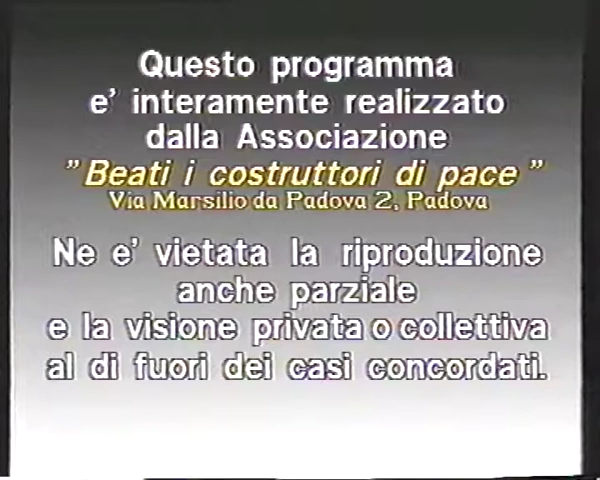 Questo programma
e' interamente realizzato
dalla Associazione
"Beati i costruttori di pace"
Via Marsilio da Padova 2, Padova
Ne e' vietata la riproduzione
anche parziale
e la visione privata o collettiva
al di fuori dei casi concordati.